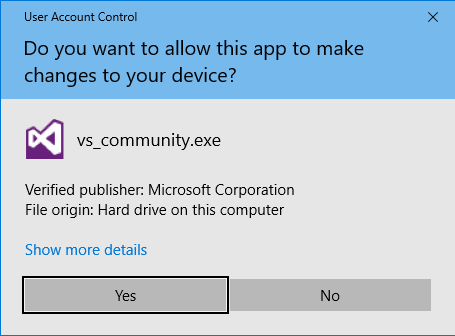 User Account Control
Do you want to allow this app to make
changes to your device?
vs_community.exe
Verified publisher: Microsoft Corporation
File origin: Hard drive on this computer
Show more details
Yes
No